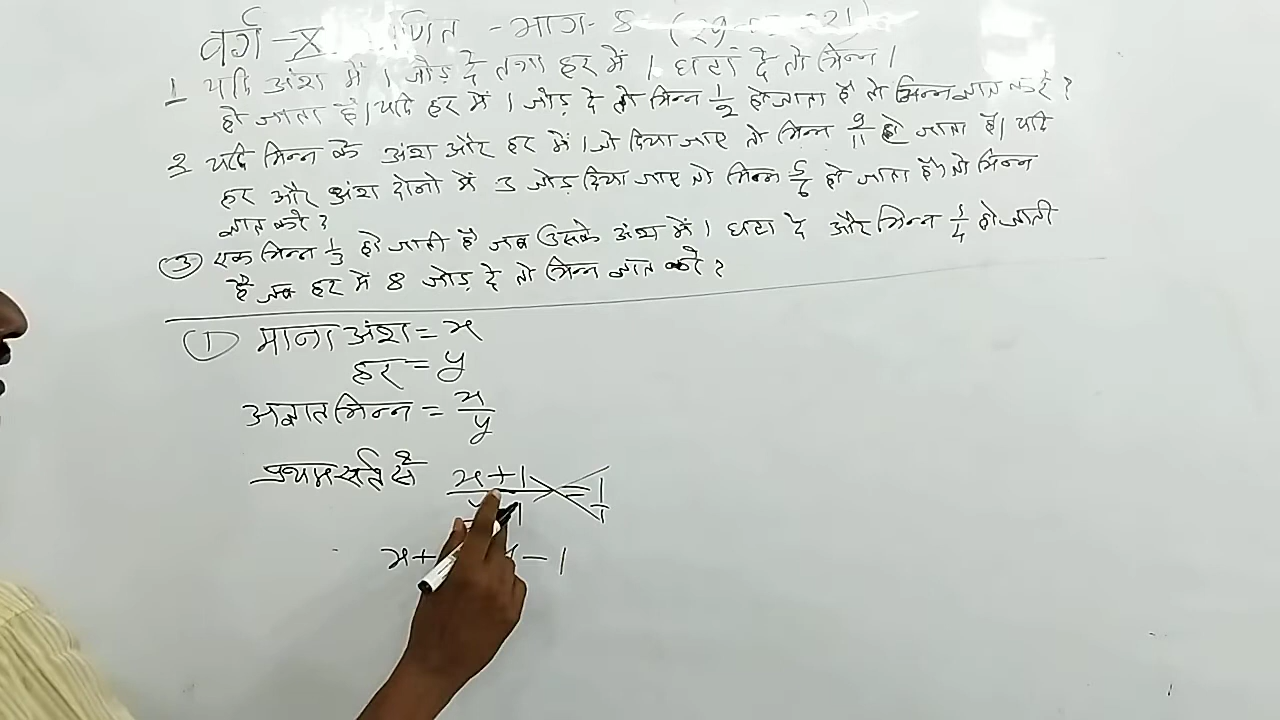 वर्ग - X गणित - भाग - 8
1 यदि अंश में 1 जोड़ दे तथा हर में 1 घटा दे तो भिन्न 1
हो जाता है। यदि हर में 1 जोड़ दे तो भिन्न 1/2 हो जाता है तो भिन्न ज्ञात करे?
2 यदि भिन्न के अंश और हर में 1 जो दिया जाए तो भिन्न 9/11 हो जाता है। यदि
हर और अंश दोनो में 3 जोड़ दिया जाए तो भिन्न 5/6 हो जाता है। तो भिन्न
ज्ञात करे?
3 एक भिन्न 1/3 हो जाती है जब उसके अंश में 1 घटा दे और भिन्न 1/4 हो जाती
है जब हर में 8 जोड़ दे तो भिन्न ज्ञात करे?
1 माना अंश = x
हर = y
अज्ञात भिन्न = x/y
प्रथम सर्त से x+1 = 1/1
x+ - 1